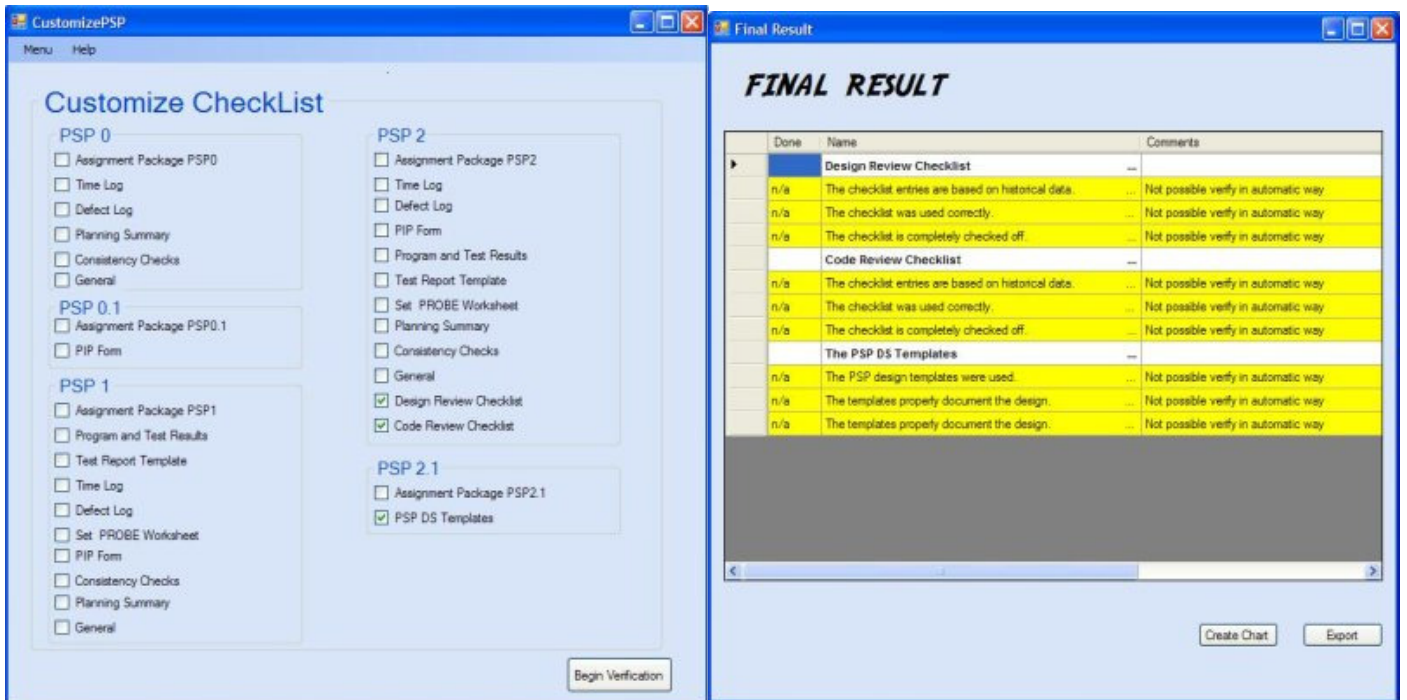 CustomizePSP
Menu Help
Customize CheckList
PSP 0
Assignment Package PSP0
Time Log
Defect Log
Planning Summary
Consistency Checks
General
PSP 0.1
Assignment Package PSP0.1
PIP Form
PSP 1
Assignment Package PSP1
Program and Test Results
Test Report Template
Time Log
Defect Log
Set PROBE Worksheet
PIP Form
Consistency Checks
Planning Summary
General
PSP 2
Assignment Package PSP2
Time Log
Defect Log
PIP Form
Program and Test Results
Test Report Template
Set PROBE Worksheet
Planning Summary
Consistency Checks
General
Design Review Checklist
Code Review Checklist
PSP 2.1
Assignment Package PSP2.1
PSP DS Templates
Begin Verification
Final Result
FINAL RESULT
Done Name Comments
Design Review Checklist ...
n/a The checklist entries are based on historical data. ... Not possible verify in automatic way
n/a The checklist was used correctly. ... Not possible verify in automatic way
n/a The checklist is completely checked off. ... Not possible verify in automatic way
Code Review Checklist ...
n/a The checklist entries are based on historical data. ... Not possible verify in automatic way
n/a The checklist was used correctly. ... Not possible verify in automatic way
n/a The checklist is completely checked off. ... Not possible verify in automatic way
The PSP DS Templates ...
n/a The PSP design templates were used. ... Not possible verify in automatic way
n/a The templates properly document the design. ... Not possible verify in automatic way
n/a The templates properly document the design. ... Not possible verify in automatic way
Create Chart Export